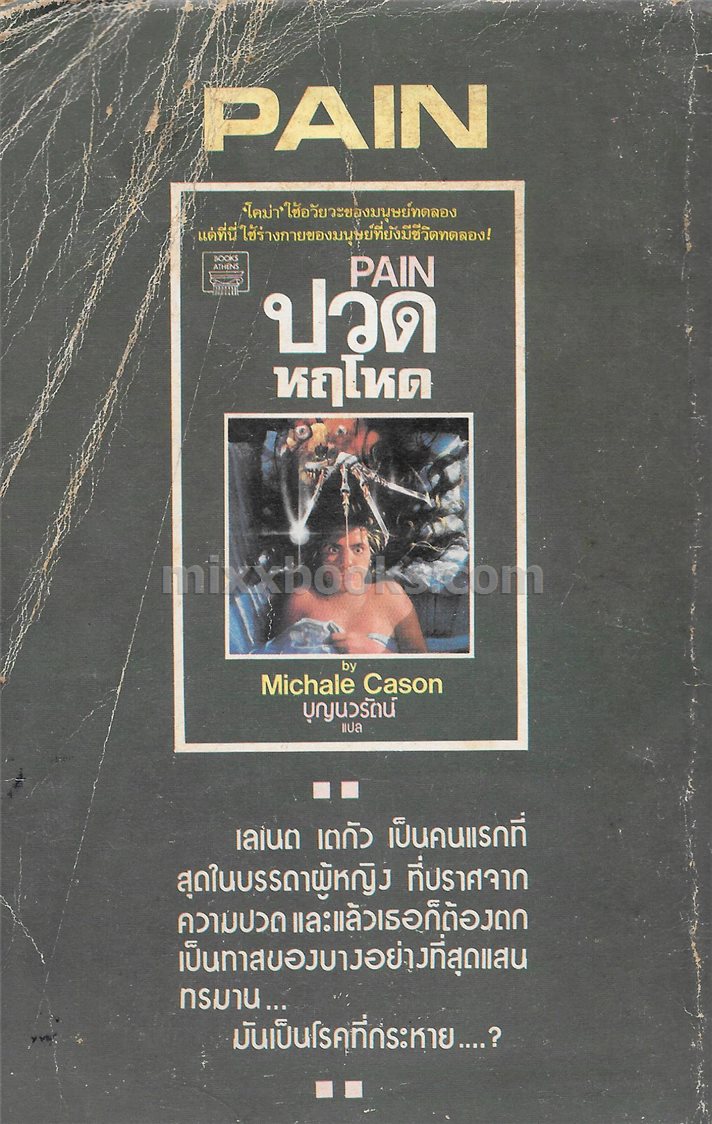 PAIN
'โคม่า' ใช้อวัยวะของมนุษย์ทดลอง
แต่ที่นี่ ใช้ร่างกายของมนุษย์ที่ยังมีชีวิตทดลอง!
BOOKS
ATHENS
PAIN
ปวด
หฤโหด
mixxbooks.com
by
Michale Cason
บุญนวรัตน์
แปล
เลเนต เตกัว เป็นคนแรกที่
สุดในบรรดาผู้หญิง ที่ปราศจาก
ความปวด และแล้วเธอก็ต้องตก
เป็นทาสของบางอย่างที่สุดแสน
ทรมาน...
มันเป็นโรคที่กระหาย....?